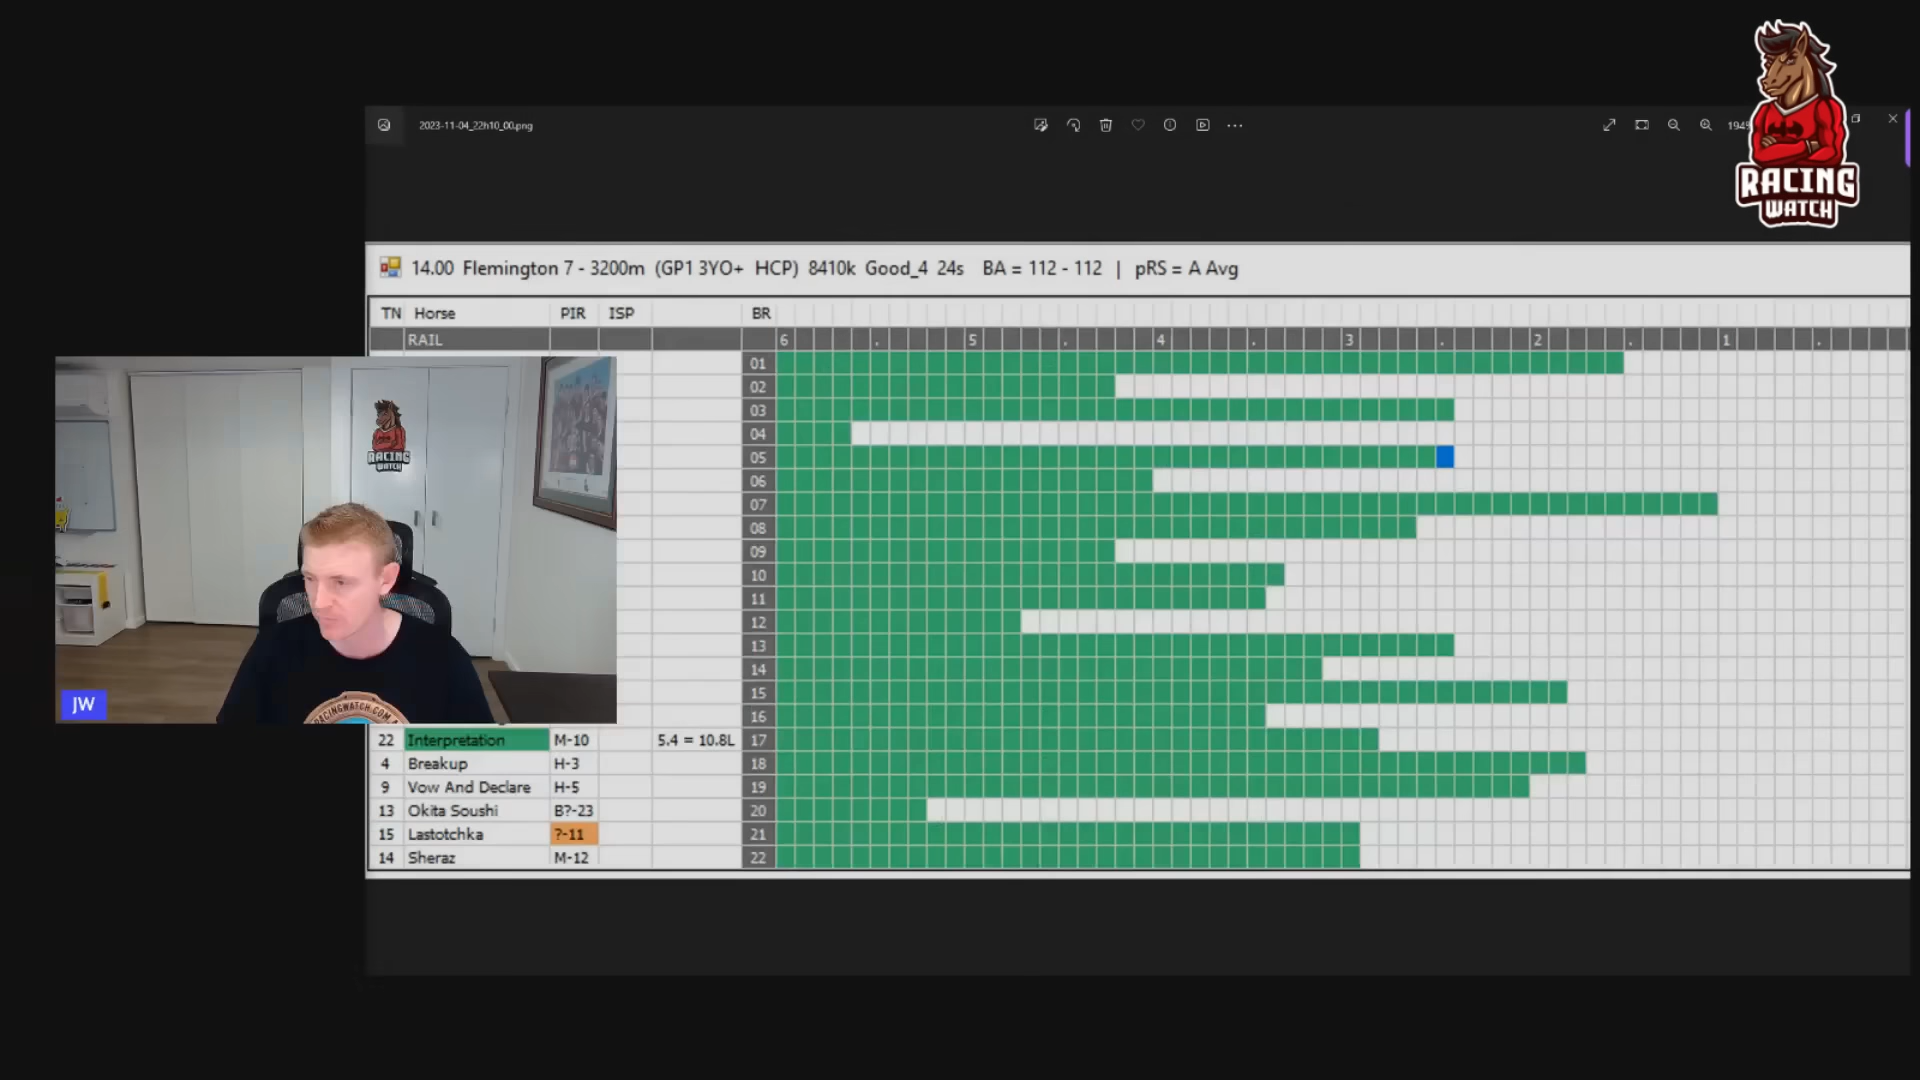 2023-11-04_22h10_00.png
RACING
WATCH
14.00 Flemington 7 - 3200m (GP1 3YO+ HCP) 8410k Good_4 24s BA = 112 - 112 | pRS = A Avg
TN Horse PIR ISP BR
RAIL 6 . 5 . 4 . 3 . 2 . 1 .
01
02
03
04
05
06
07
08
09
10
11
12
13
14
15
16
22 Interpretation M-10 5.4 = 10.8L 17
4 Breakup H-3 18
9 Vow And Declare H-5 19
13 Okita Soushi B?-23 20
15 Lastotchka ?-11 21
14 Sheraz M-12 22
RACING
WATCH
JW